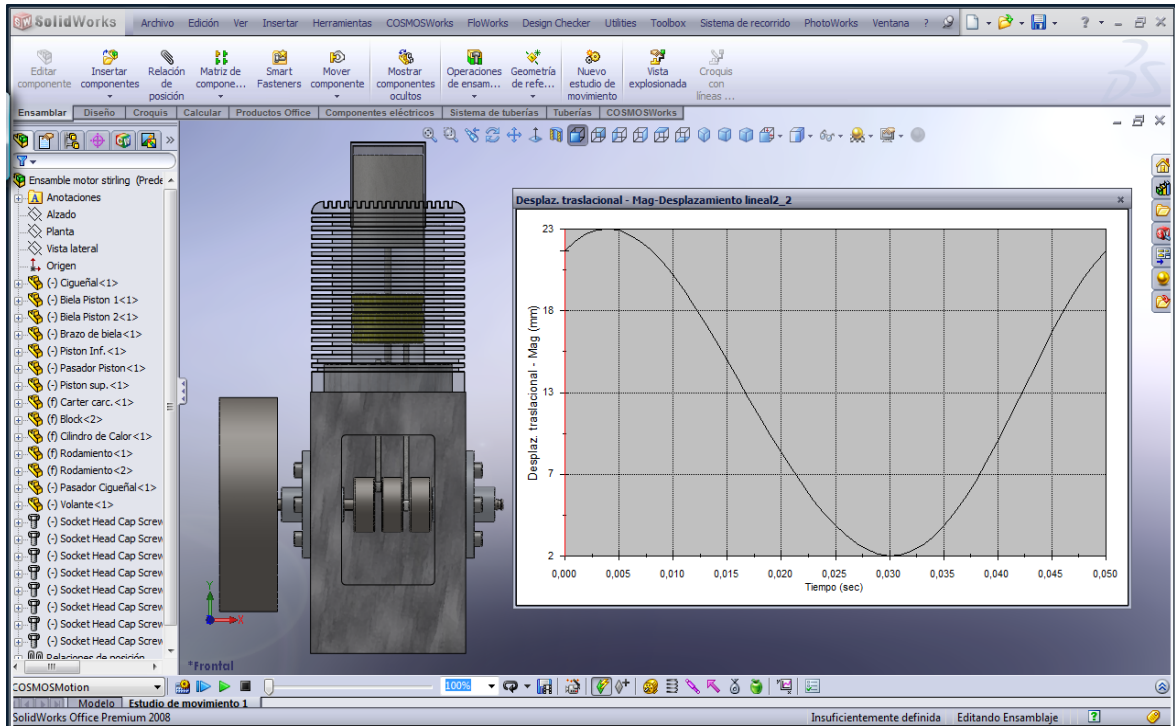 SolidWorks Archivo Edición Ver Insertar Herramientas COSMOSWorks FloWorks Design Checker Utilities Toolbox Sistema de recorrido PhotoWorks Ventana ?
Editar componente
Insertar componentes
Relación de posición
Matriz de compone...
Smart Fasteners
Mover componente
Mostrar componentes ocultos
Operaciones de ensam...
Geometría de refe...
Nuevo estudio de movimiento
Vista explosionada
Croquis con líneas ...
Ensamblar Diseño Croquis Calcular Productos Office Componentes eléctricos Sistema de tuberías Tuberías COSMOSWorks
Ensamble motor stirling (Prede
Anotaciones
Alzado
Planta
Vista lateral
Origen
(-) Cigueñal<1>
(-) Biela Piston 1<1>
(-) Biela Piston 2<1>
(-) Brazo de biela<1>
(-) Piston Inf.<1>
(-) Pasador Piston<1>
(-) Piston sup.<1>
(f) Carter carc.<1>
(f) Block<2>
(f) Cilindro de Calor<1>
(f) Rodamiento<1>
(f) Rodamiento<2>
(-) Pasador Cigueñal<1>
(-) Volante<1>
(-) Socket Head Cap Screw
(-) Socket Head Cap Screw
(-) Socket Head Cap Screw
(-) Socket Head Cap Screw
(-) Socket Head Cap Screw
(-) Socket Head Cap Screw
(-) Socket Head Cap Screw
(-) Socket Head Cap Screw
Relaciones de posición
Desplaz. traslacional - Mag-Desplazamiento lineal2_2
Desplaz. traslacional - Mag (mm)
23
18
13
7
2
0,000 0,005 0,010 0,015 0,020 0,025 0,030 0,035 0,040 0,045 0,050
Tiempo (sec)
Y
X
*Frontal
COSMOSMotion
100%
Modelo Estudio de movimiento 1
SolidWorks Office Premium 2008 Insuficientemente definida Editando Ensamblaje